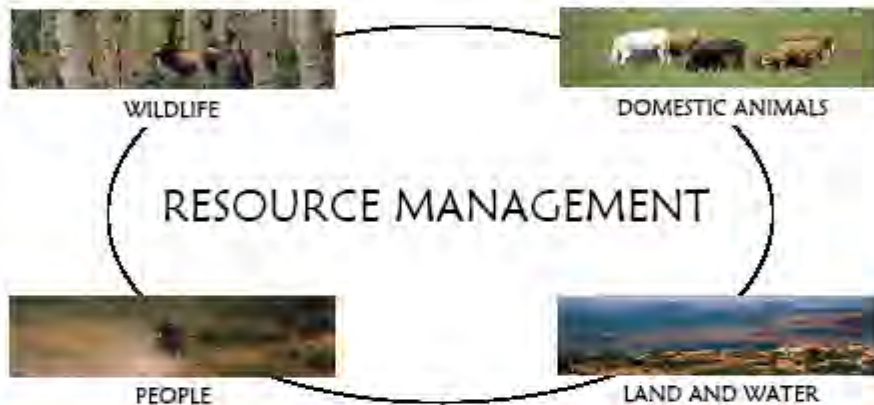 WILDLIFE
DOMESTIC ANIMALS
RESOURCE MANAGEMENT
PEOPLE
LAND AND WATER